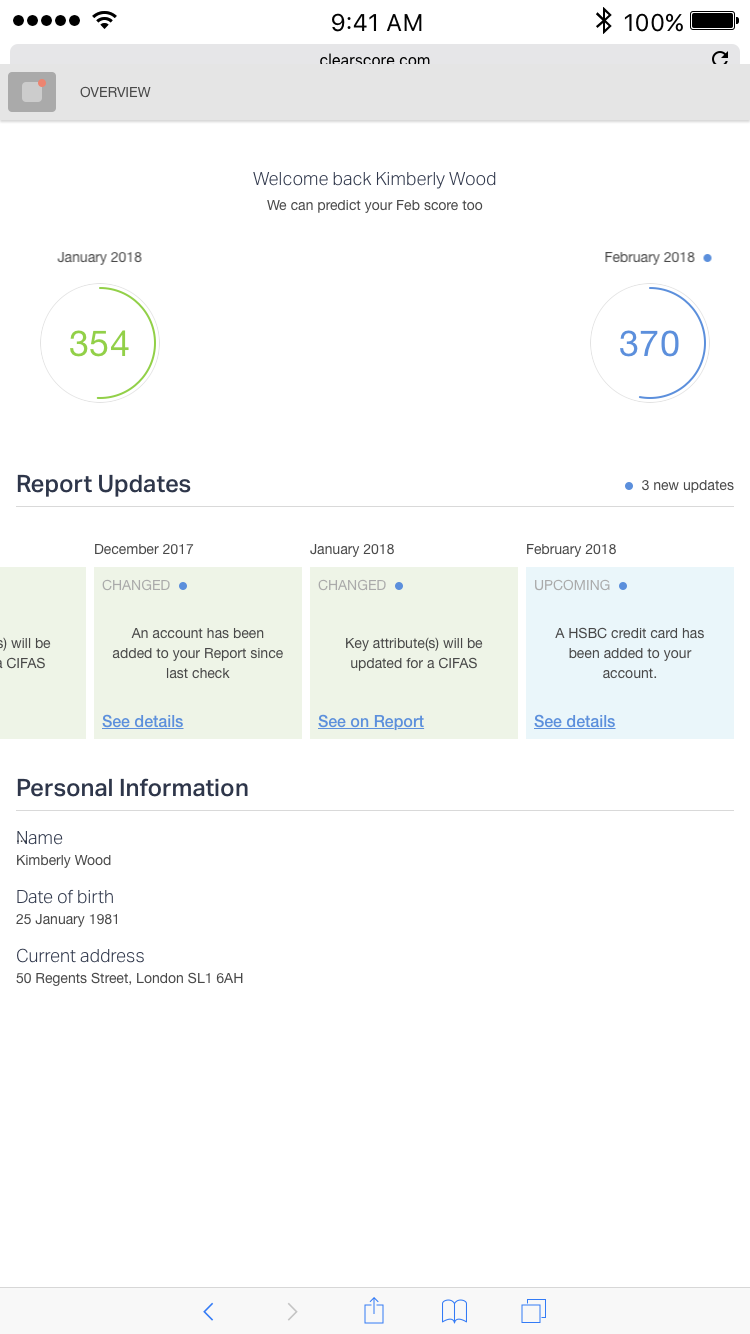 9:41 AM 100%
clearscore.com
OVERVIEW
Welcome back Kimberly Wood
We can predict your Feb score too
January 2018
February 2018
354
370
Report Updates
3 new updates
December 2017
January 2018
February 2018
s) will be
a CIFAS
CHANGED
An account has been
added to your Report since
last check
See details
CHANGED
Key attribute(s) will be
updated for a CIFAS
See on Report
UPCOMING
A HSBC credit card has
been added to your
account.
See details
Personal Information
Name
Kimberly Wood
Date of birth
25 January 1981
Current address
50 Regents Street, London SL1 6AH